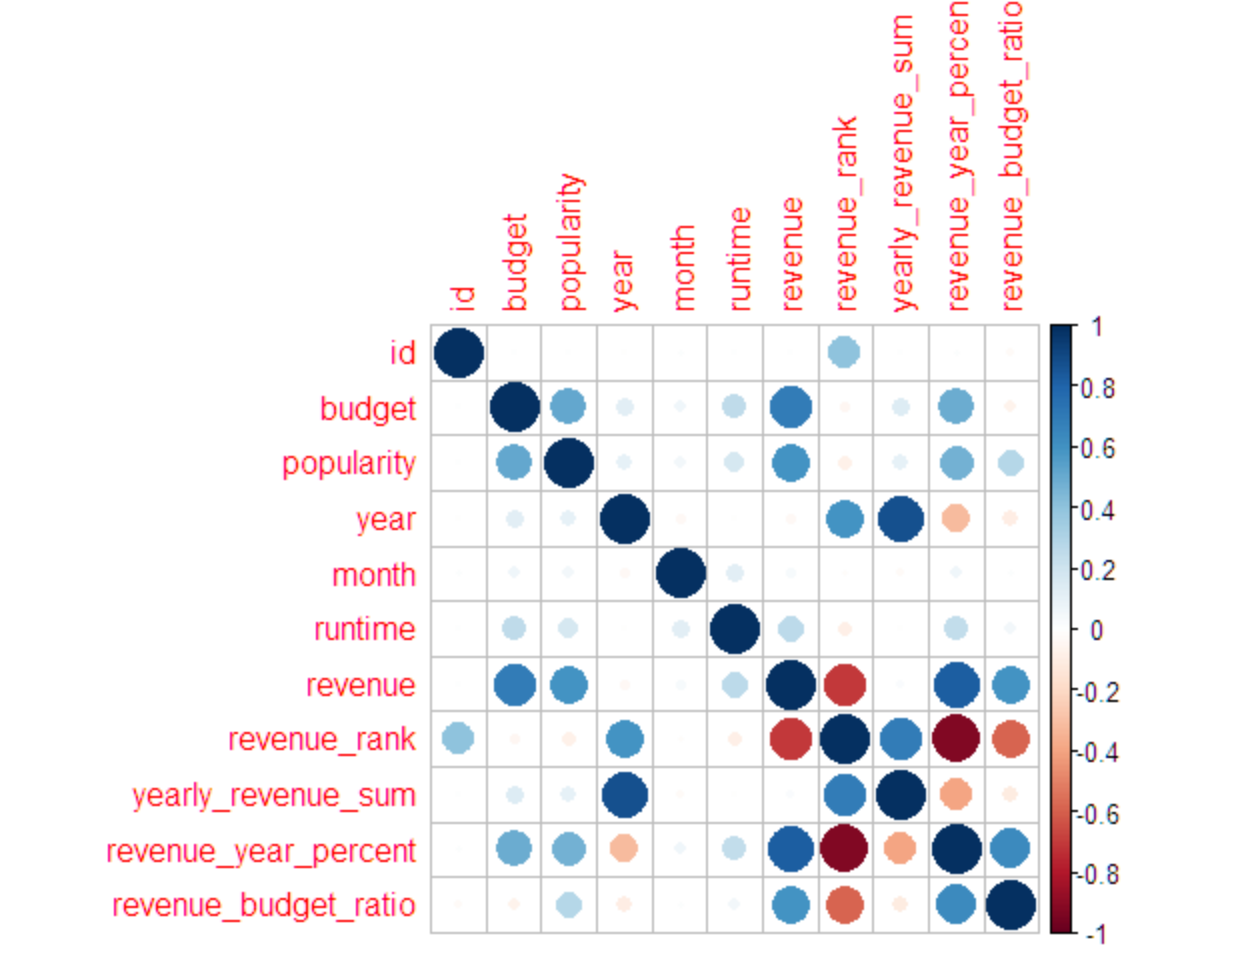 id
budget
popularity
year
month
runtime
revenue
revenue_rank
yearly_revenue_sum
revenue_year_percen
revenue_budget_ratio
id
budget
popularity
year
month
runtime
revenue
revenue_rank
yearly_revenue_sum
revenue_year_percent
revenue_budget_ratio
1
0.8
0.6
0.4
0.2
0
-0.2
-0.4
-0.6
-0.8
-1